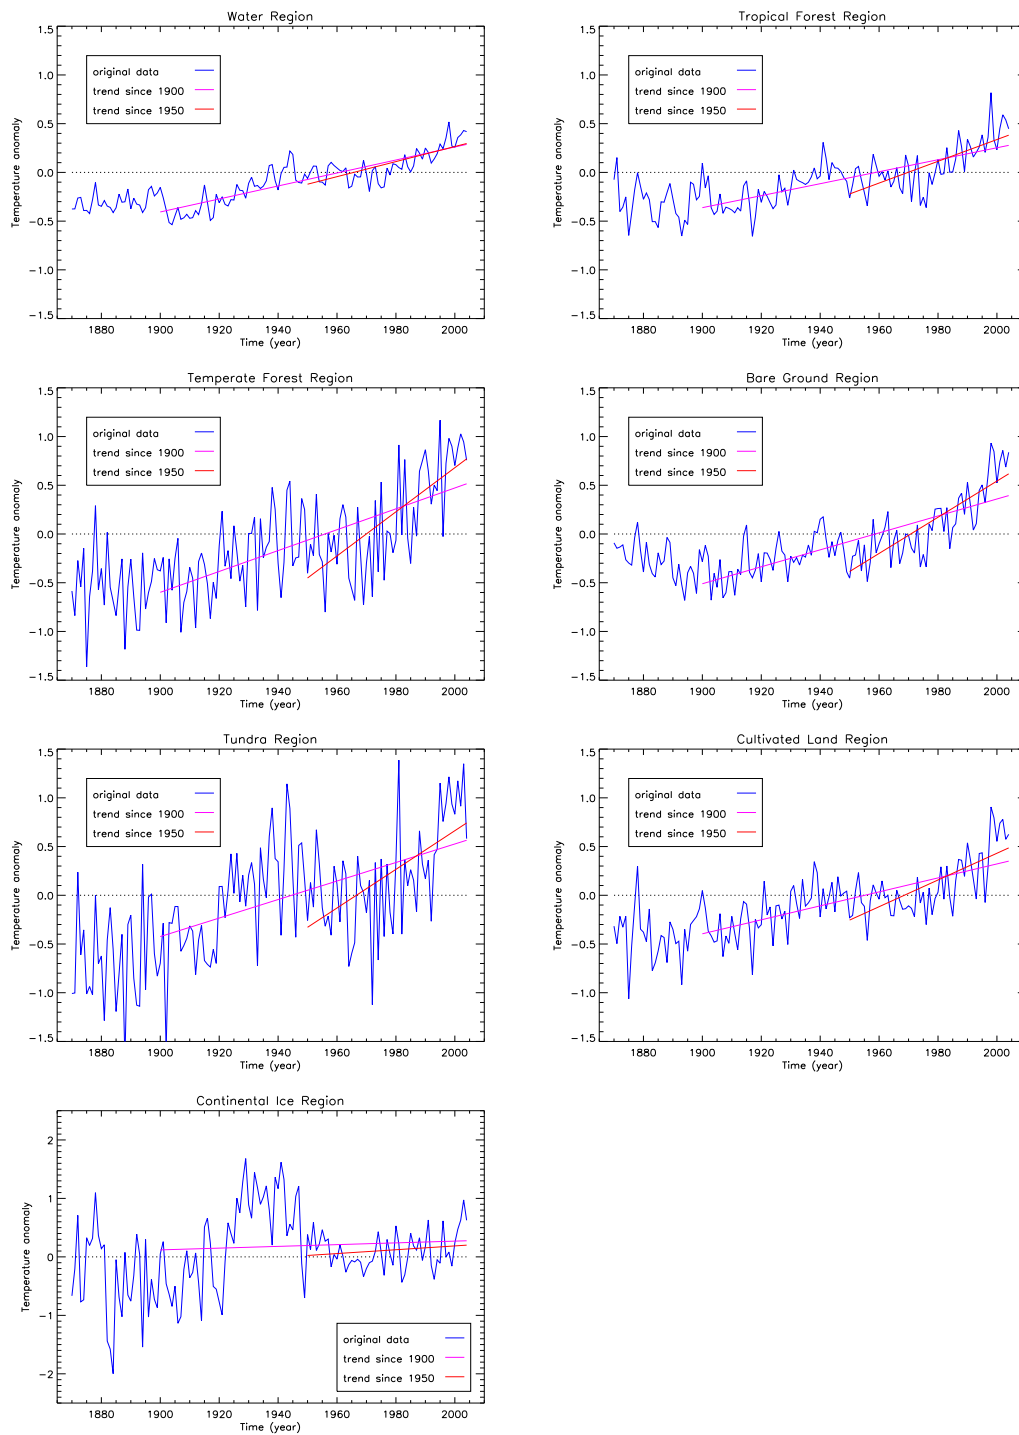 Water Region
Temperature anomaly
1.5
1.0
0.5
0.0
−0.5
−1.0
−1.5
original data
trend since 1900
trend since 1950
1880 1900 1920 1940 1960 1980 2000
Time (year)
Tropical Forest Region
Temperature anomaly
1.5
1.0
0.5
0.0
−0.5
−1.0
−1.5
original data
trend since 1900
trend since 1950
1880 1900 1920 1940 1960 1980 2000
Time (year)
Temperate Forest Region
Temperature anomaly
1.5
1.0
0.5
0.0
−0.5
−1.0
−1.5
original data
trend since 1900
trend since 1950
1880 1900 1920 1940 1960 1980 2000
Time (year)
Bare Ground Region
Temperature anomaly
1.5
1.0
0.5
0.0
−0.5
−1.0
−1.5
original data
trend since 1900
trend since 1950
1880 1900 1920 1940 1960 1980 2000
Time (year)
Tundra Region
Temperature anomaly
1.5
1.0
0.5
0.0
−0.5
−1.0
−1.5
original data
trend since 1900
trend since 1950
1880 1900 1920 1940 1960 1980 2000
Time (year)
Cultivated Land Region
Temperature anomaly
1.5
1.0
0.5
0.0
−0.5
−1.0
−1.5
original data
trend since 1900
trend since 1950
1880 1900 1920 1940 1960 1980 2000
Time (year)
Continental Ice Region
Temperature anomaly
2
1
0
−1
−2
original data
trend since 1900
trend since 1950
1880 1900 1920 1940 1960 1980 2000
Time (year)